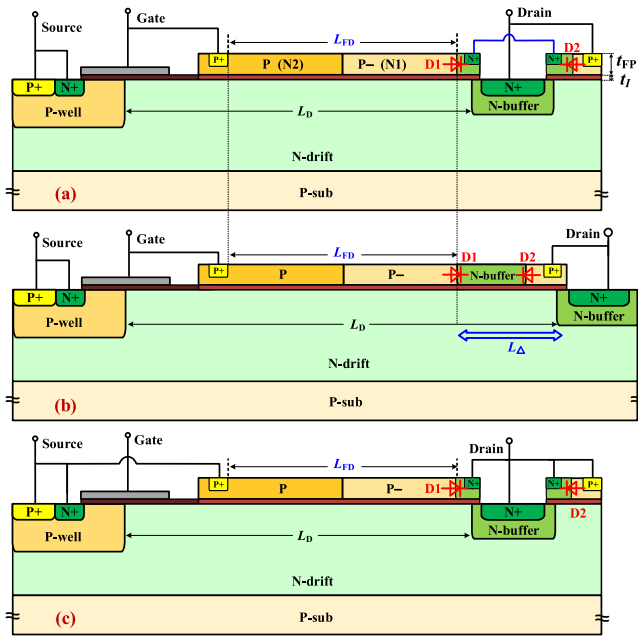 Source Gate Drain
L_FD
P+ P (N2) P− (N1) D1 N+ N+ D2 P+
t_FP
t_I
P+ N+ N+
P-well L_D N-buffer
N-drift
(a) P-sub
Source Gate Drain
L_FD D1 D2
P+ P P− N-buffer P+
P+ N+ N+
P-well L_D N-buffer
L_Δ
N-drift
(b) P-sub
Source Gate Drain
L_FD
P+ P P− D1 N+ N+ P+
P+ N+ N+ D2
P-well L_D N-buffer
N-drift
(c) P-sub